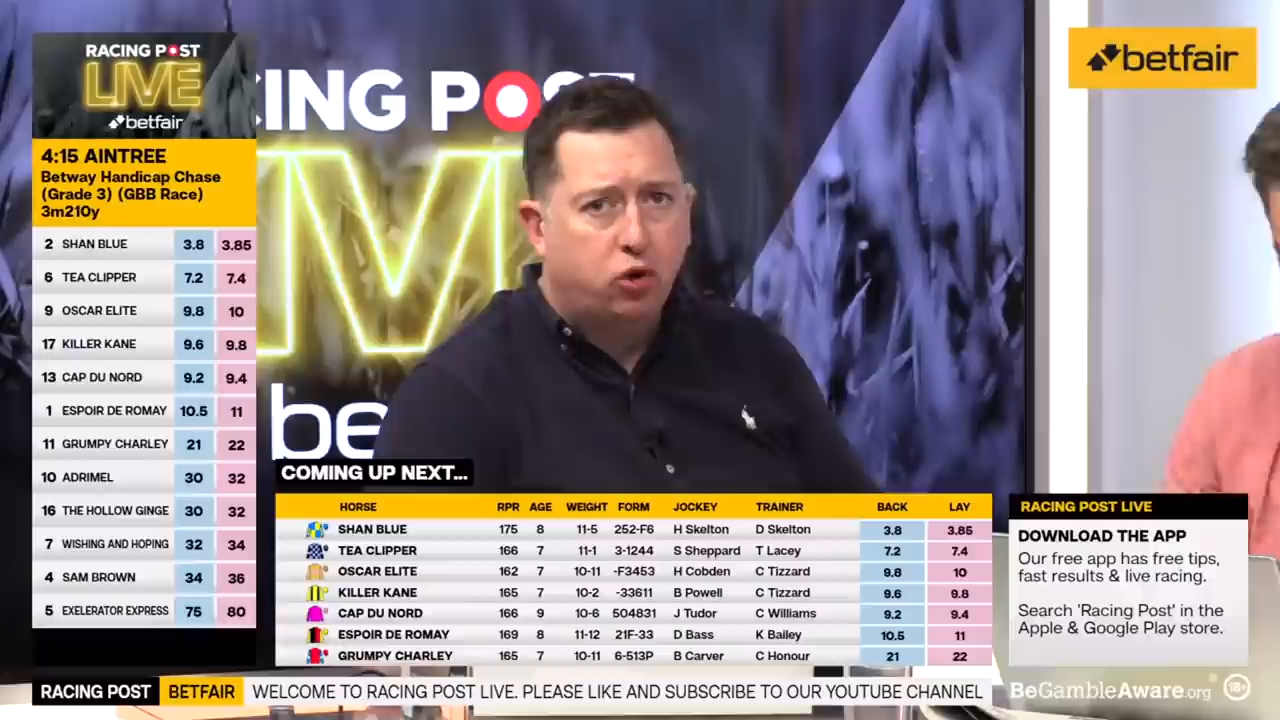 RACING POST
LIVE
betfair
4:15 AINTREE
Betway Handicap Chase
(Grade 3) (GBB Race)
3m210y
2 SHAN BLUE 3.8 3.85
6 TEA CLIPPER 7.2 7.4
9 OSCAR ELITE 9.8 10
17 KILLER KANE 9.6 9.8
13 CAP DU NORD 9.2 9.4
1 ESPOIR DE ROMAY 10.5 11
11 GRUMPY CHARLEY 21 22
10 ADRIMEL 30 32
16 THE HOLLOW GINGE 30 32
7 WISHING AND HOPING 32 34
4 SAM BROWN 34 36
5 EXELERATOR EXPRESS 75 80
CING POST
be
betfair
COMING UP NEXT...
HORSE RPR AGE WEIGHT FORM JOCKEY TRAINER BACK LAY
SHAN BLUE 175 8 11-5 252-F6 H Skelton D Skelton 3.8 3.85
TEA CLIPPER 166 7 11-1 3-1244 S Sheppard T Lacey 7.2 7.4
OSCAR ELITE 162 7 10-11 -F3453 H Cobden C Tizzard 9.8 10
KILLER KANE 165 7 10-2 -33611 B Powell C Tizzard 9.6 9.8
CAP DU NORD 166 9 10-6 504831 J Tudor C Williams 9.2 9.4
ESPOIR DE ROMAY 169 8 11-12 21F-33 D Bass K Bailey 10.5 11
GRUMPY CHARLEY 165 7 10-11 6-513P B Carver C Honour 21 22
RACING POST LIVE
DOWNLOAD THE APP
Our free app has free tips,
fast results & live racing.
Search 'Racing Post' in the
Apple & Google Play store.
RACING POST BETFAIR WELCOME TO RACING POST LIVE. PLEASE LIKE AND SUBSCRIBE TO OUR YOUTUBE CHANNEL
BeGambleAware.org 18+